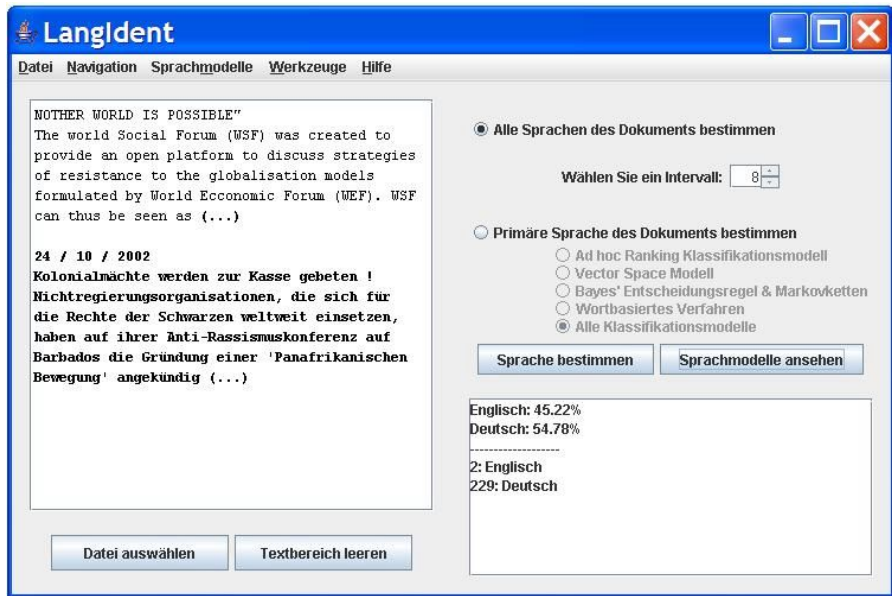 LangIdent
Datei Navigation Sprachmodelle Werkzeuge Hilfe
NOTHER WORLD IS POSSIBLE"
The world Social Forum (WSF) was created to
provide an open platform to discuss strategies
of resistance to the globalisation models
formulated by World Ecconomic Forum (WEF). WSF
can thus be seen as (...)
24 / 10 / 2002
Kolonialmächte werden zur Kasse gebeten !
Nichtregierungsorganisationen, die sich für
die Rechte der Schwarzen weltweit einsetzen,
haben auf ihrer Anti-Rassismuskonferenz auf
Barbados die Gründung einer 'Panafrikanischen
Bewegung' angekündig (...)
Datei auswählen
Textbereich leeren
Alle Sprachen des Dokuments bestimmen
Wählen Sie ein Intervall: 8
Primäre Sprache des Dokuments bestimmen
Ad hoc Ranking Klassifikationsmodell
Vector Space Modell
Bayes' Entscheidungsregel & Markovketten
Wortbasiertes Verfahren
Alle Klassifikationsmodelle
Sprache bestimmen
Sprachmodelle ansehen
Englisch: 45.22%
Deutsch: 54.78%
-------------------
2: Englisch
229: Deutsch